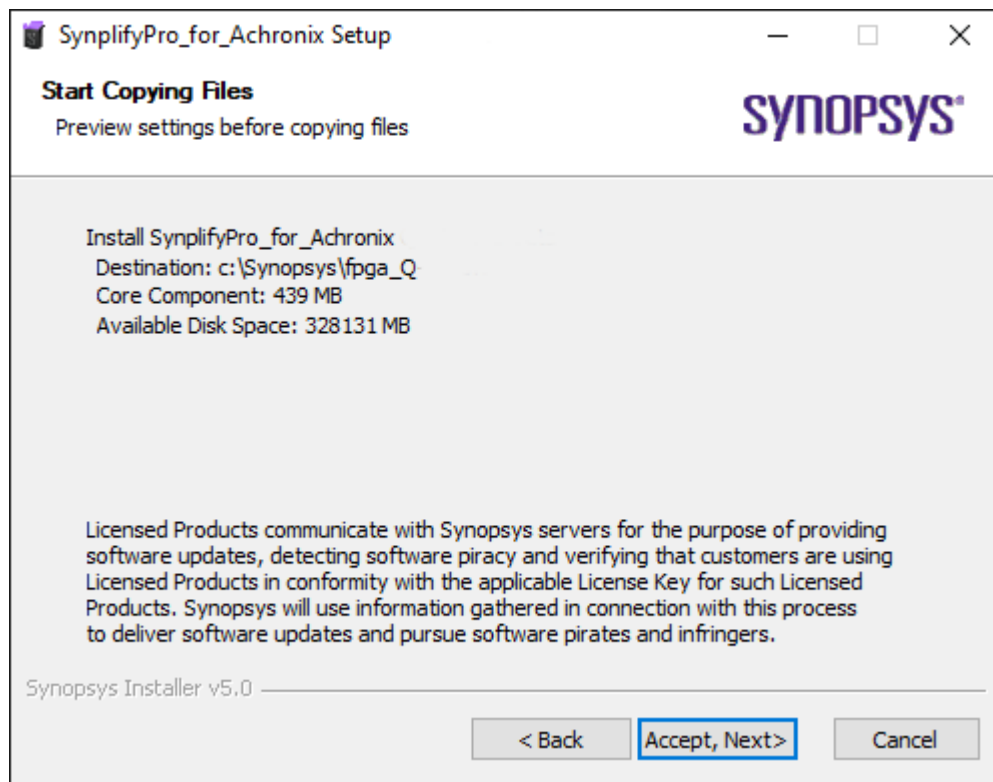 SynplifyPro_for_Achronix Setup
Start Copying Files
Preview settings before copying files
SYNOPSYS®
Install SynplifyPro_for_Achronix
Destination: c:\Synopsys\fpga_Q
Core Component: 439 MB
Available Disk Space: 328131 MB
Licensed Products communicate with Synopsys servers for the purpose of providing
software updates, detecting software piracy and verifying that customers are using
Licensed Products in conformity with the applicable License Key for such Licensed
Products. Synopsys will use information gathered in connection with this process
to deliver software updates and pursue software pirates and infringers.
Synopsys Installer v5.0
< Back
Accept, Next>
Cancel